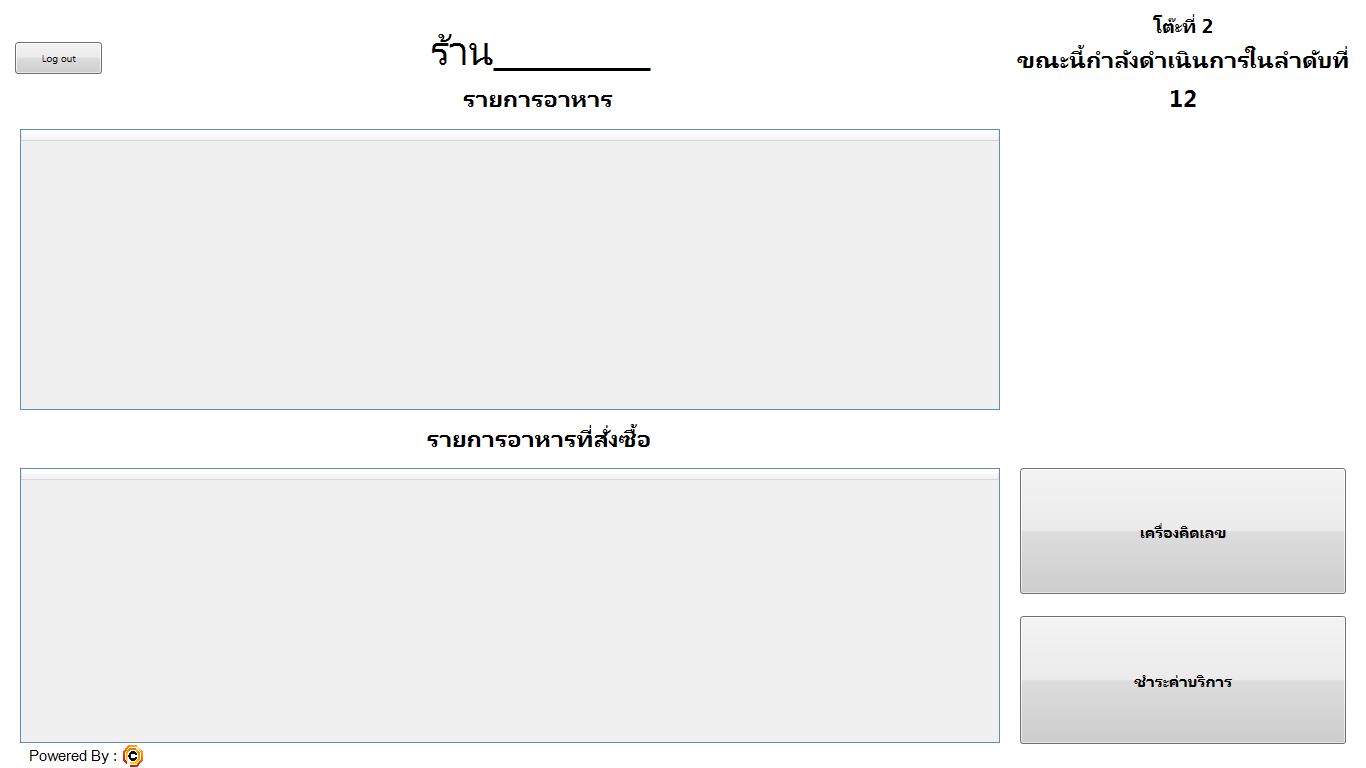 Log out
ร้าน________
รายการอาหาร
โต๊ะที่ 2
ขณะนี้กำลังดำเนินการในลำดับที่
12
รายการอาหารที่สั่งซื้อ
เครื่องคิดเลข
ชำระค่าบริการ
Powered By : C